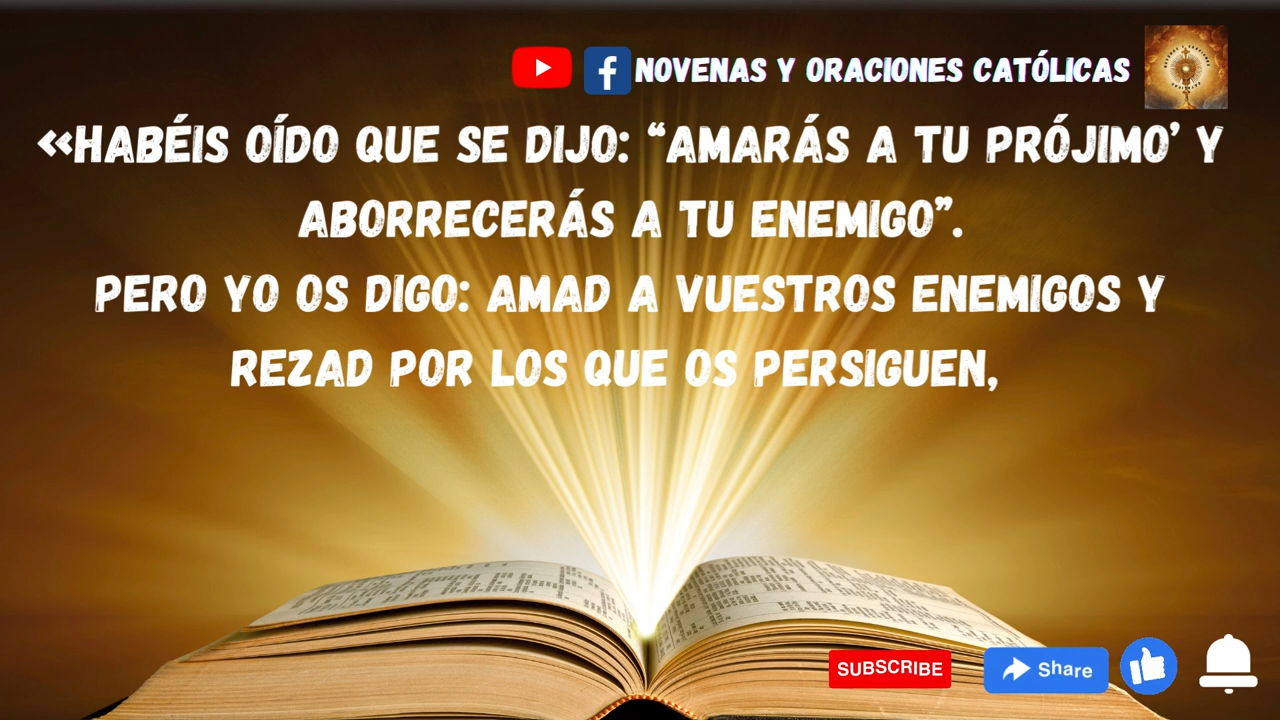 NOVENAS Y ORACIONES CATÓLICAS
«HABÉIS OÍDO QUE SE DIJO: “AMARÁS A TU PRÓJIMO’ Y
ABORRECERÁS A TU ENEMIGO”.
PERO YO OS DIGO: AMAD A VUESTROS ENEMIGOS Y
REZAD POR LOS QUE OS PERSIGUEN,
SUBSCRIBE
Share